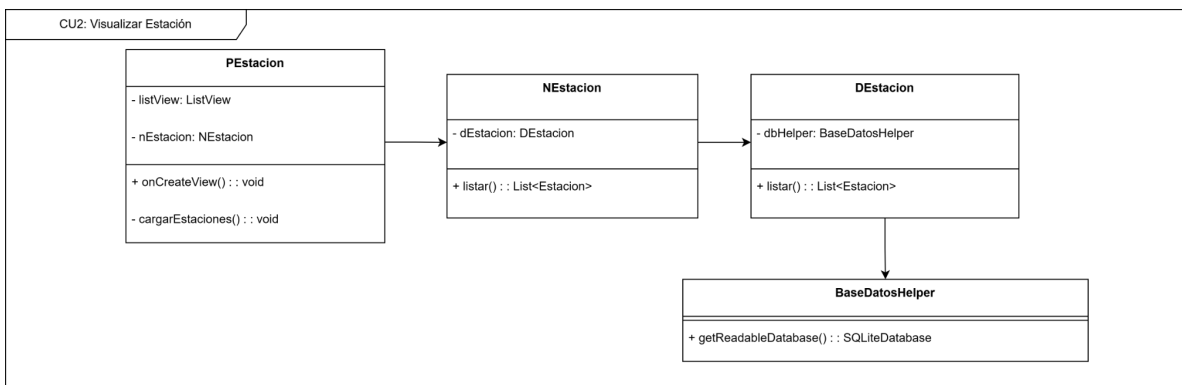 CU2: Visualizar Estación
PEstacion
- listView: ListView
- nEstacion: NEstacion
+ onCreateView() : : void
- cargarEstaciones() : : void
NEstacion
- dEstacion: DEstacion
+ listar() : : List<Estacion>
DEstacion
- dbHelper: BaseDatosHelper
+ listar() : : List<Estacion>
BaseDatosHelper
+ getReadableDatabase() : : SQLiteDatabase